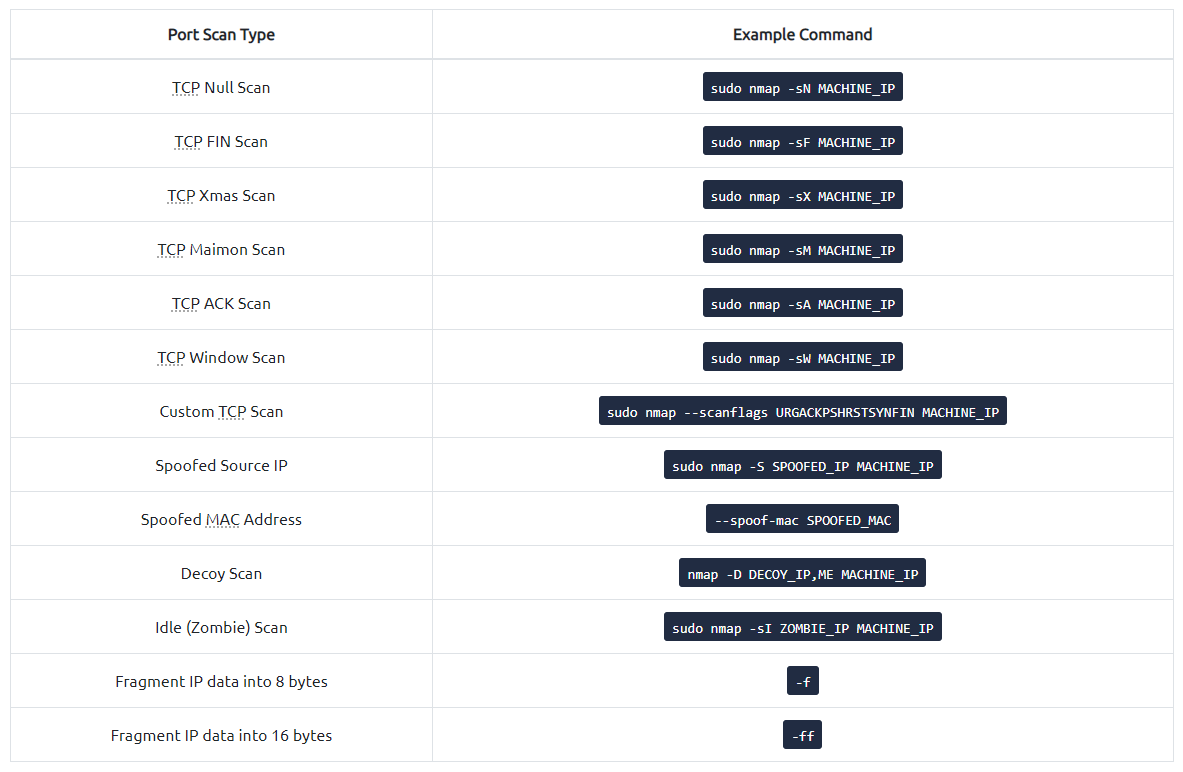 Port Scan Type Example Command
TCP Null Scan sudo nmap -sN MACHINE_IP
TCP FIN Scan sudo nmap -sF MACHINE_IP
TCP Xmas Scan sudo nmap -sX MACHINE_IP
TCP Maimon Scan sudo nmap -sM MACHINE_IP
TCP ACK Scan sudo nmap -sA MACHINE_IP
TCP Window Scan sudo nmap -sW MACHINE_IP
Custom TCP Scan sudo nmap --scanflags URGACKPSHRSTSYNFIN MACHINE_IP
Spoofed Source IP sudo nmap -S SPOOFED_IP MACHINE_IP
Spoofed MAC Address --spoof-mac SPOOFED_MAC
Decoy Scan nmap -D DECOY_IP,ME MACHINE_IP
Idle (Zombie) Scan sudo nmap -sI ZOMBIE_IP MACHINE_IP
Fragment IP data into 8 bytes -f
Fragment IP data into 16 bytes -ff